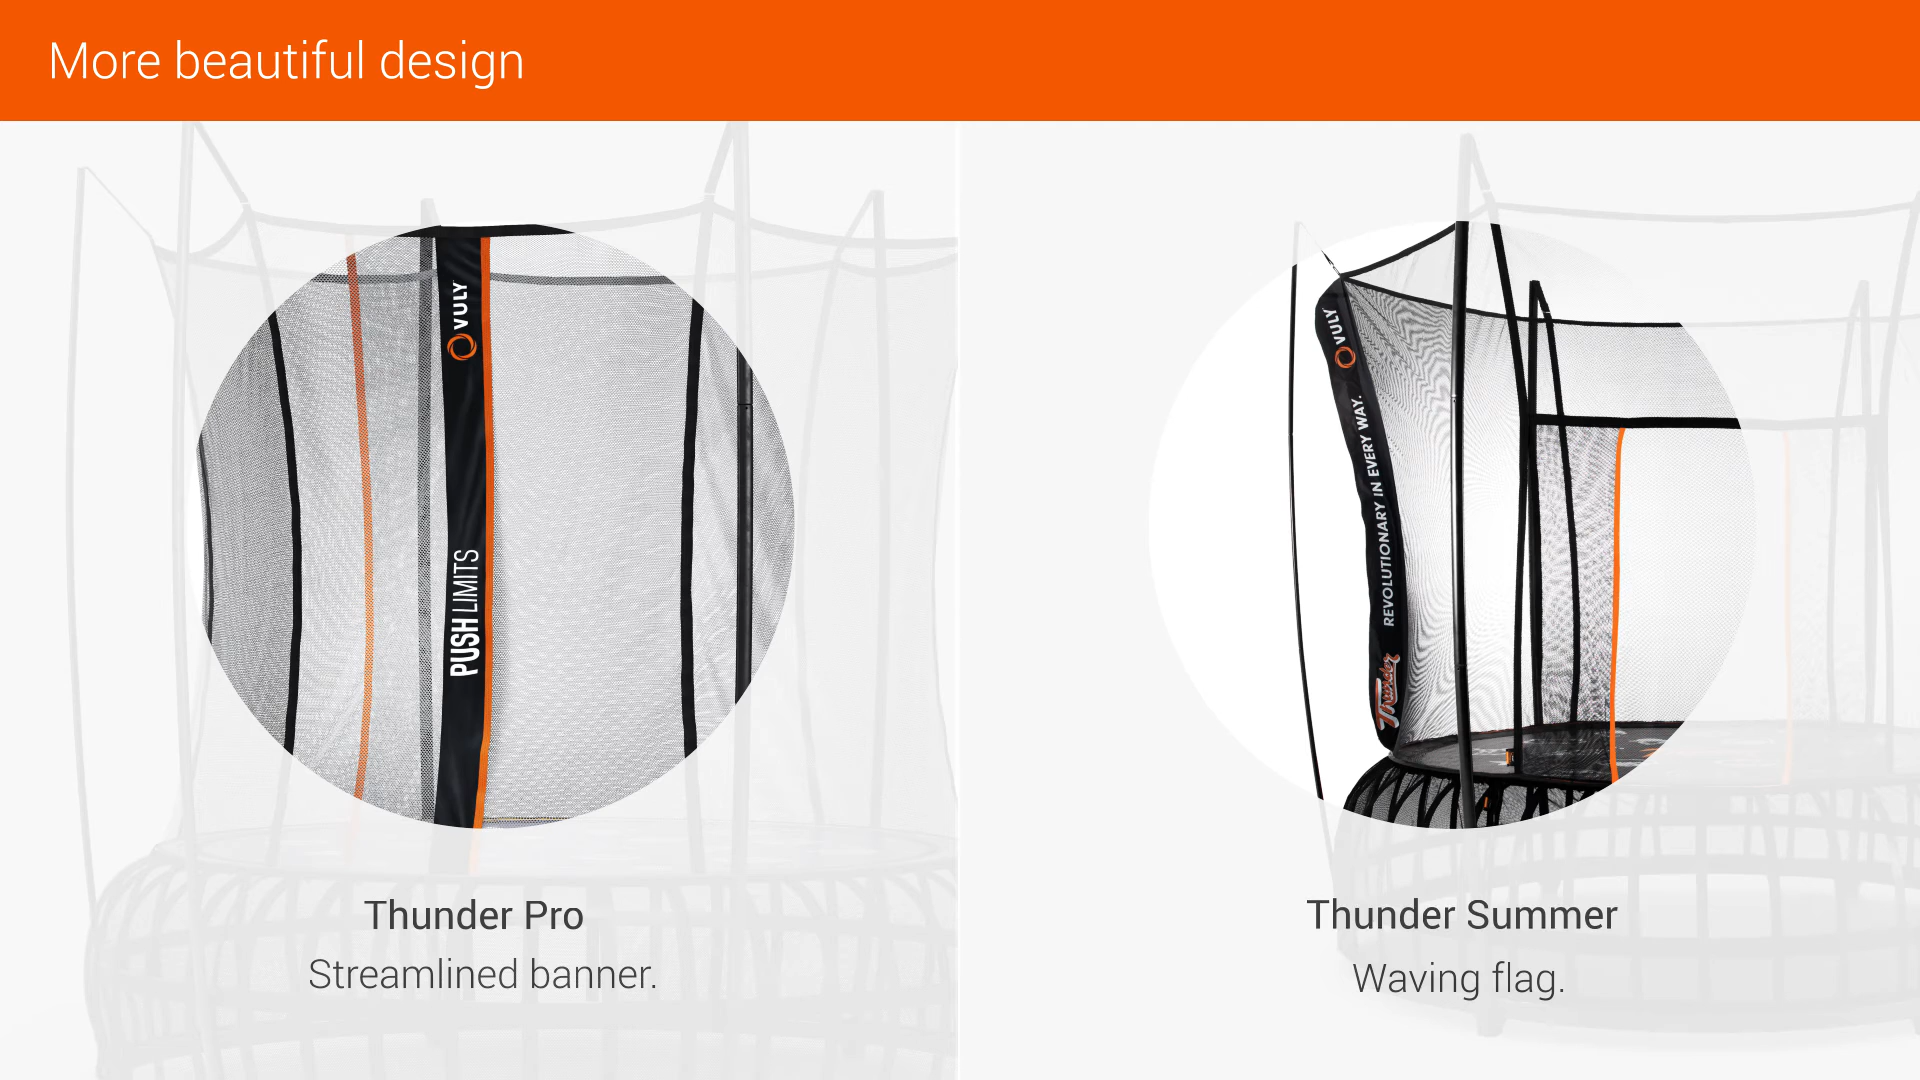 More beautiful design
VULY
PUSH LIMITS
VULY
REVOLUTIONARY IN EVERY WAY.
Thunder
Thunder Pro
Streamlined banner.
Thunder Summer
Waving flag.